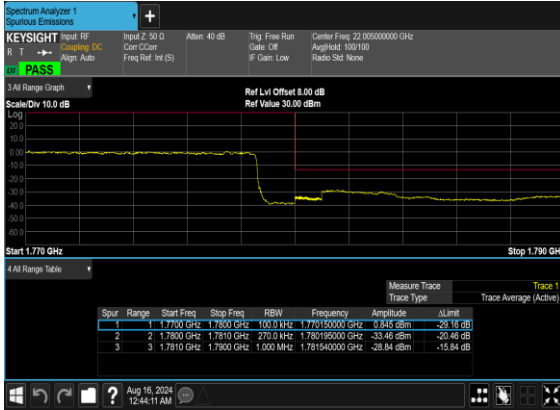 Spectrum Analyzer 1
Spurious Emissions
+
KEYSIGHT
R T
PASS
Input: RF
Coupling: DC
Align: Auto
Input Z: 50 Ω
Corr CCorr
Freq Ref: Int (S)
Atten: 40 dB
Trig: Free Run
Gate: Off
IF Gain: Low
Center Freq: 22.005000000 GHz
Avg|Hold: 100/100
Radio Std: None
3 All Range Graph
Ref Lvl Offset 8.00 dB
Scale/Div 10.0 dB
Ref Value 30.00 dBm
Log
20.0
10.0
0.00
-10.0
-20.0
-30.0
-40.0
-50.0
-60.0
Start 1.770 GHz
Stop 1.790 GH
4 All Range Table
Measure Trace Trace 1
Trace Type Trace Average (Active)
Spur Range Start Freq Stop Freq RBW Frequency Amplitude ΔLimit
1 1 1.7700 GHz 1.7800 GHz 100.0 kHz 1.770150000 GHz 0.845 dBm -29.16 dB
2 2 1.7800 GHz 1.7810 GHz 270.0 kHz 1.780195000 GHz -33.46 dBm -20.46 dB
3 3 1.7810 GHz 1.7900 GHz 1.000 MHz 1.781540000 GHz -28.84 dBm -15.84 dB
?
Aug 16, 2024
12:44:11 AM